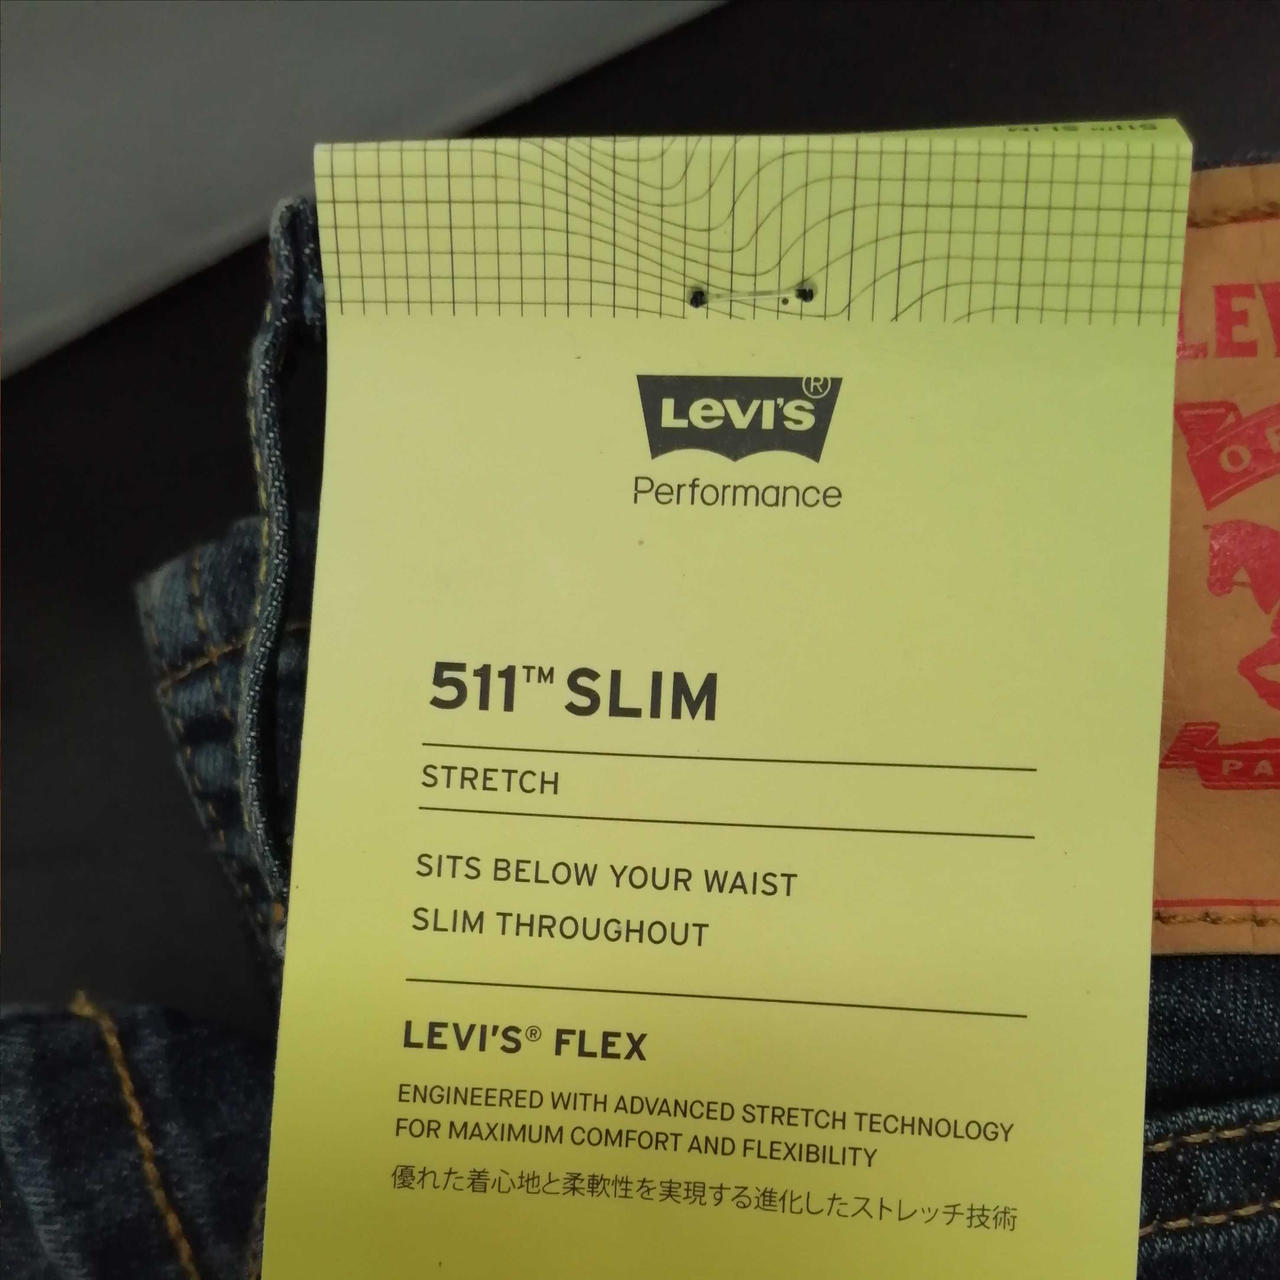 511™ SLIM
LEVI'S®
Performance
511™ SLIM
STRETCH
SITS BELOW YOUR WAIST
SLIM THROUGHOUT
LEVI'S® FLEX
ENGINEERED WITH ADVANCED STRETCH TECHNOLOGY
FOR MAXIMUM COMFORT AND FLEXIBILITY
優れた着心地と柔軟性を実現する進化したストレッチ技術